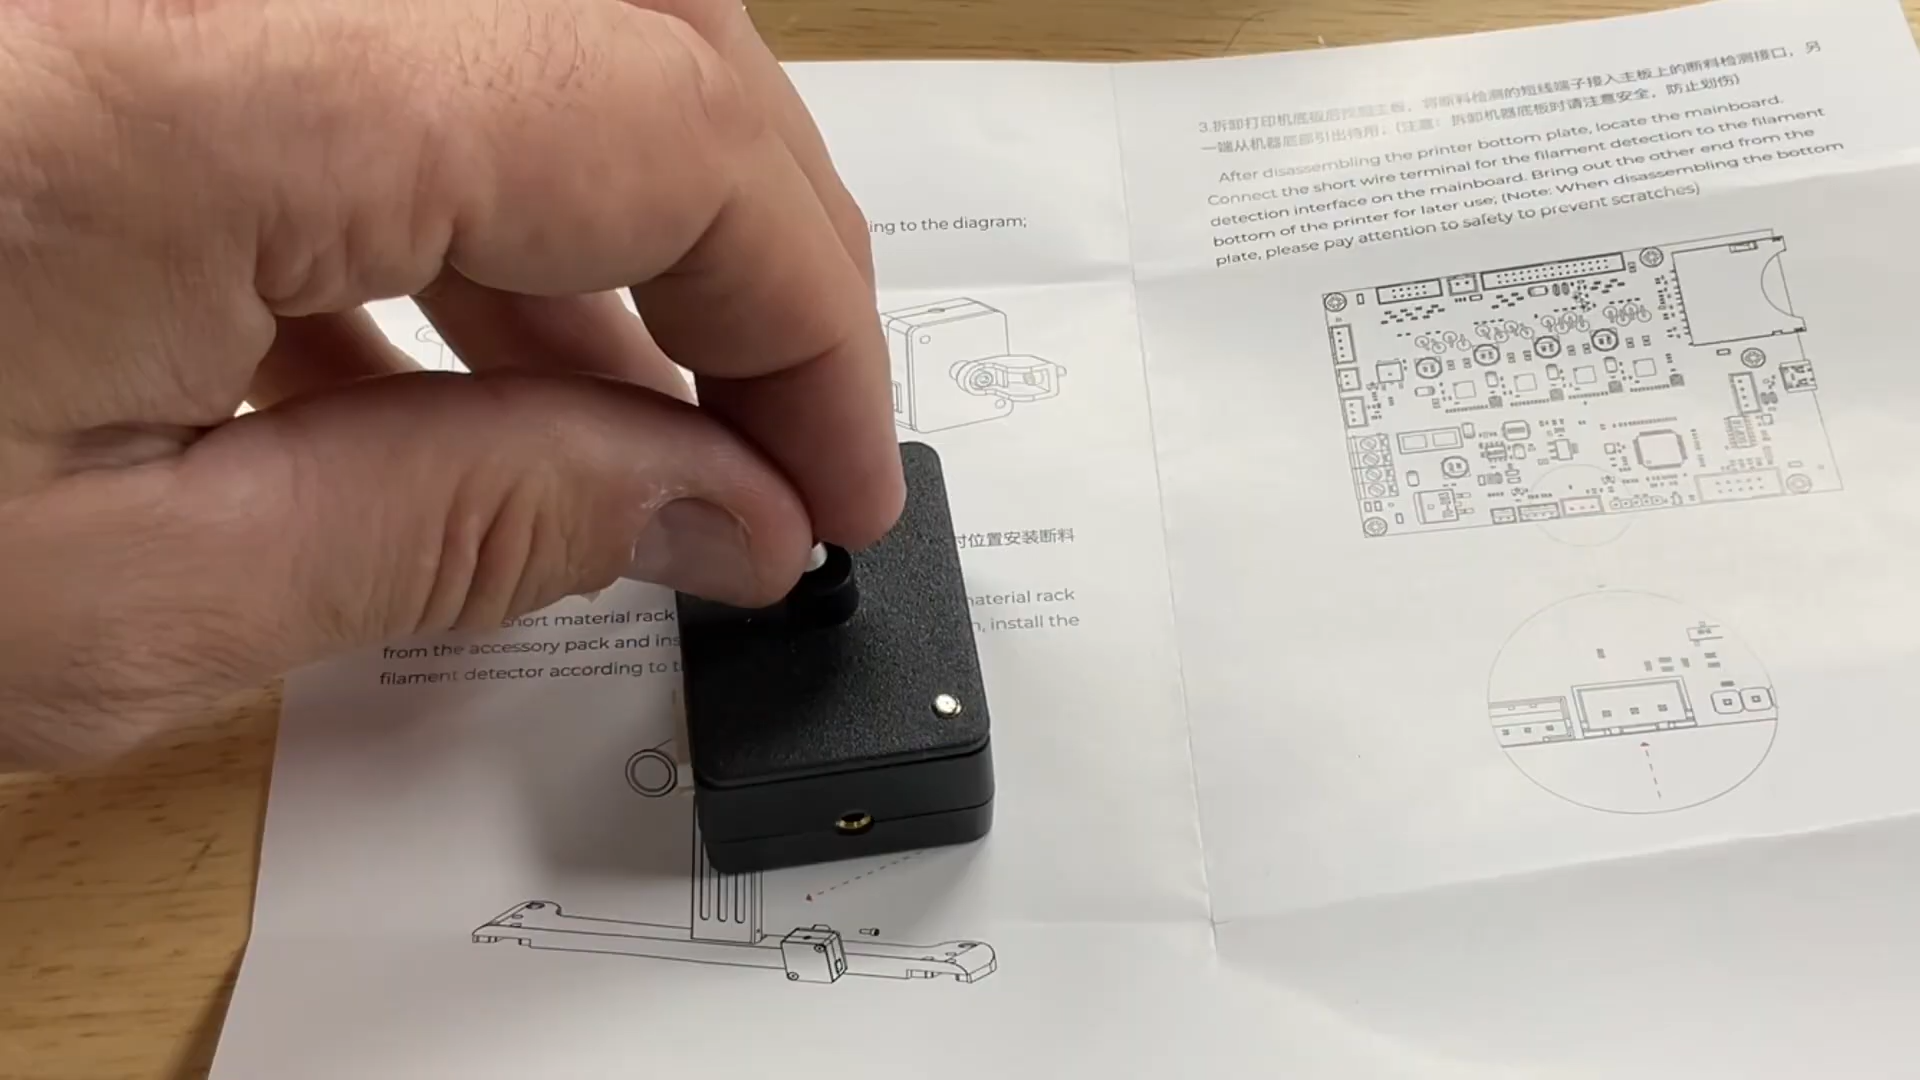 ing to the diagram;
寸位置安装断料
short material rack
from the accessory pack and ins
filament detector according to t
material rack
n, install the
3.拆卸打印机底板后找到主板，将断料检测的短线端子接入主板上的断料检测接口，另
一端从机器底部引出待用；(注意：拆卸机器底板时请注意安全，防止划伤)
After disassembling the printer bottom plate, locate the mainboard.
Connect the short wire terminal for the filament detection to the filament
detection interface on the mainboard. Bring out the other end from the
bottom of the printer for later use; (Note: When disassembling the bottom
plate, please pay attention to safety to prevent scratches)